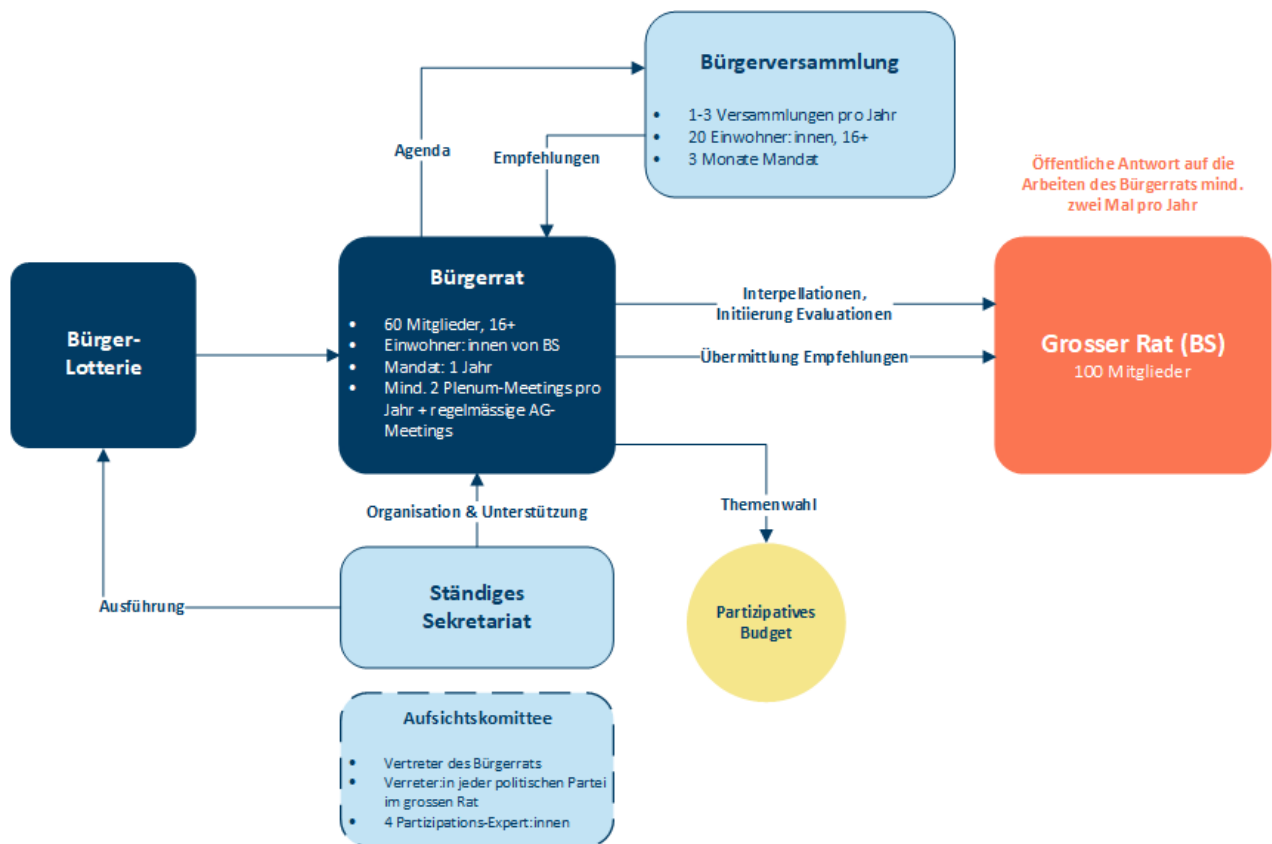 Bürgerversammlung
• 1-3 Versammlungen pro Jahr
• 20 Einwohner:innen, 16+
• 3 Monate Mandat
Agenda
Empfehlungen
Öffentliche Antwort auf die
Arbeiten des Bürgerrats mind.
zwei Mal pro Jahr
Bürger-
Lotterie
Bürgerrat
• 60 Mitglieder, 16+
• Einwohner:innen von BS
• Mandat: 1 Jahr
• Mind. 2 Plenum-Meetings pro
Jahr + regelmässige AG-
Meetings
Interpellationen,
Initiierung Evaluationen
Übermittlung Empfehlungen
Grosser Rat (BS)
100 Mitglieder
Organisation & Unterstützung
Themenwahl
Ausführung
Ständiges
Sekretariat
Partizipatives
Budget
Aufsichtskomittee
• Vertreter des Bürgerrats
• Verreter:in jeder politischen Partei
im grossen Rat
• 4 Partizipations-Expert:innen